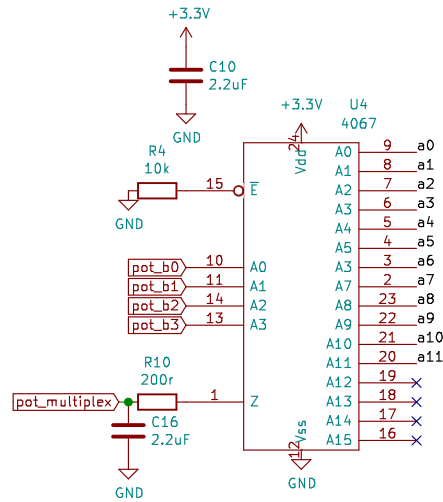 +3.3V
C10
2.2uF
GND
+3.3V
U4
4067
24
Vdd
R4
10k
15
E
GND
A0 9 a0
A1 8 a1
A2 7 a2
A3 6 a3
A4 5 a4
A5 4 a5
A3 3 a6
A7 2 a7
A8 23 a8
A9 22 a9
A10 21 a10
A11 20 a11
A12 19
A13 18
A14 17
A15 16
pot_b0 10 A0
pot_b1 11 A1
pot_b2 14 A2
pot_b3 13 A3
R10
200r
pot_multiplex 1 Z
C16
2.2uF
GND
Vss
12
GND